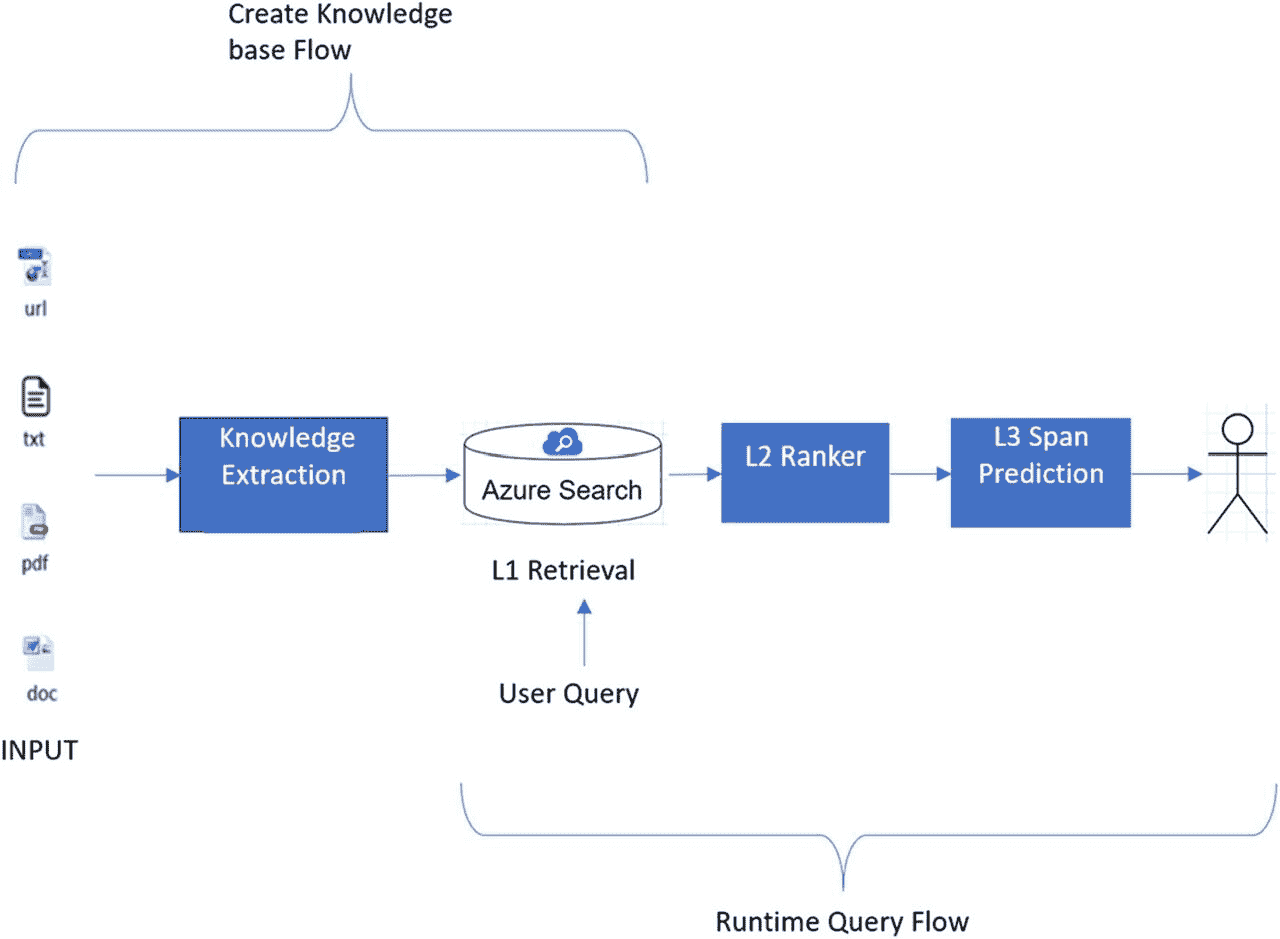 Create Knowledge
base Flow
url
txt
pdf
doc
INPUT
Knowledge
Extraction
Azure Search
L1 Retrieval
User Query
L2 Ranker
L3 Span
Prediction
Runtime Query Flow